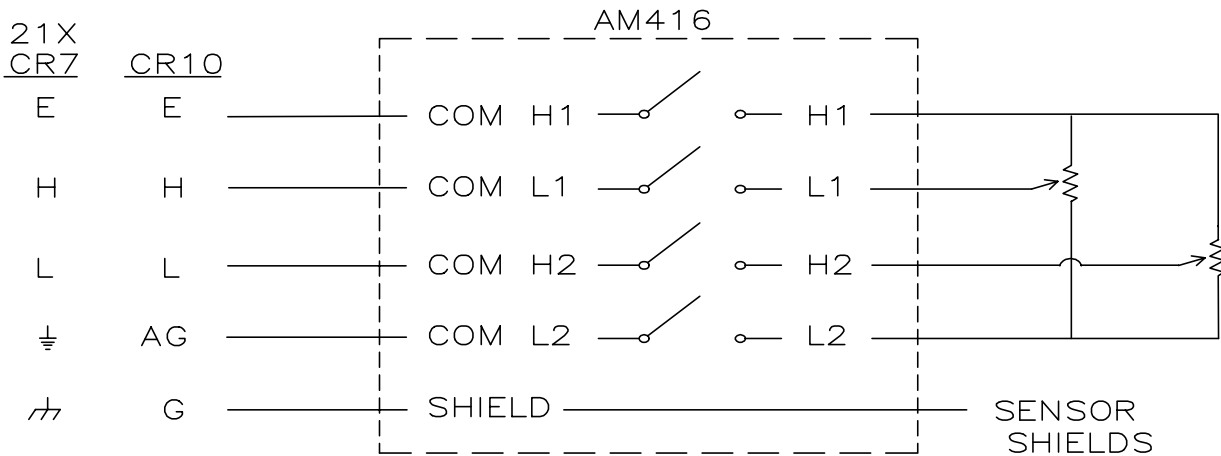 AM416
21X
CR7 CR10
E E COM H1 H1
H H COM L1 L1
L L COM H2 H2
AG COM L2 L2
G SHIELD SENSOR
SHIELDS